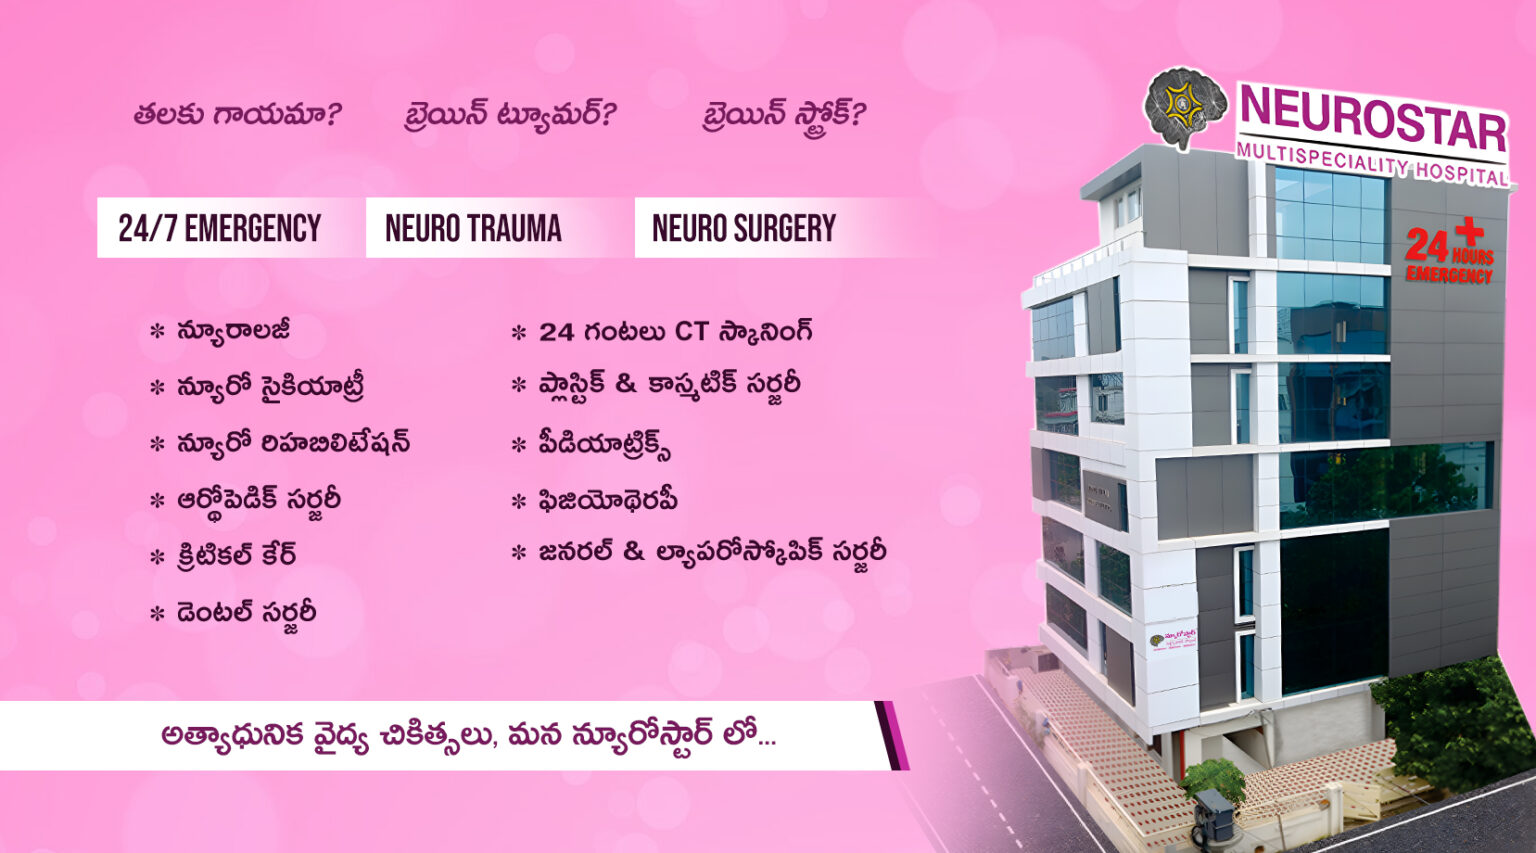 తలకు గాయమా? బ్రెయిన్ ట్యూమర్? బ్రెయిన్ స్ట్రోక్?
24/7 EMERGENCY NEURO TRAUMA NEURO SURGERY
* న్యూరాలజీ
* న్యూరో సైకియాట్రీ
* న్యూరో రిహబిలిటేషన్
* ఆర్థోపెడిక్ సర్జరీ
* క్రిటికల్ కేర్
* డెంటల్ సర్జరీ
* 24 గంటలు CT స్కానింగ్
* ప్లాస్టిక్ & కాస్మటిక్ సర్జరీ
* పీడియాట్రిక్స్
* ఫిజియోథెరపీ
* జనరల్ & ల్యాపరోస్కోపిక్ సర్జరీ
అత్యాధునిక వైద్య చికిత్సలు, మన న్యూరోస్టార్ లో...
NEUROSTAR
MULTISPECIALITY HOSPITAL
24 HOURS
EMERGENCY
న్యూరోస్టార్